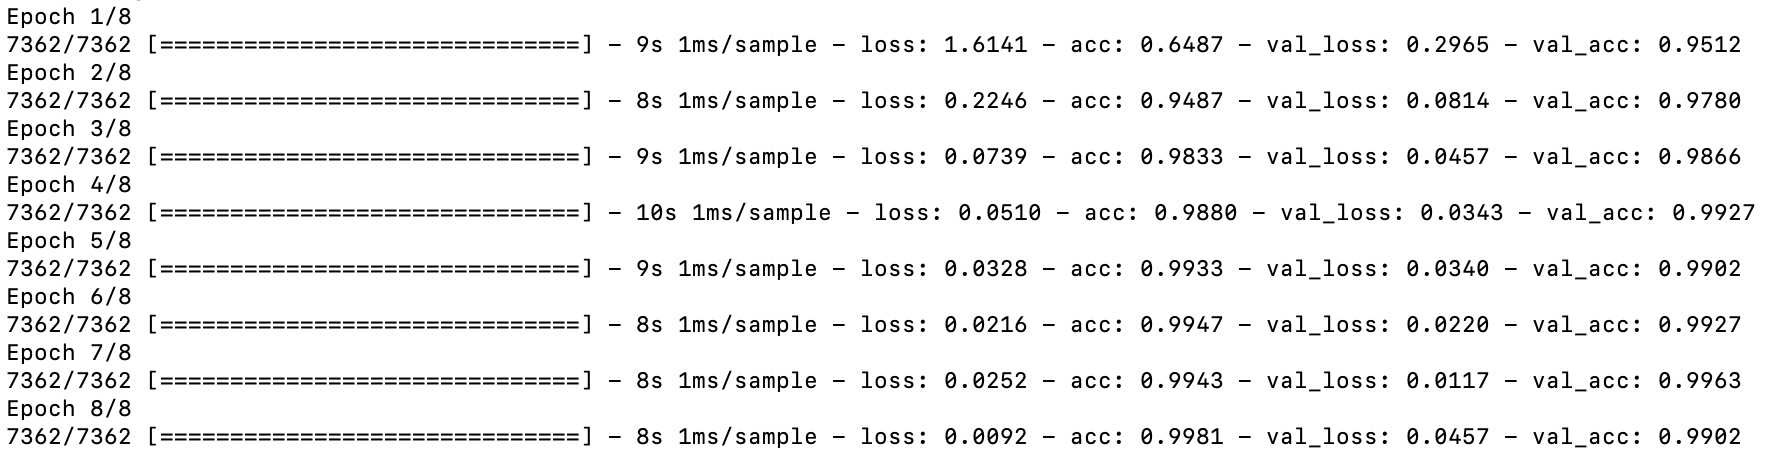 Epoch 1/8
7362/7362 [==============================] - 9s 1ms/sample - loss: 1.6141 - acc: 0.6487 - val_loss: 0.2965 - val_acc: 0.9512
Epoch 2/8
7362/7362 [==============================] - 8s 1ms/sample - loss: 0.2246 - acc: 0.9487 - val_loss: 0.0814 - val_acc: 0.9780
Epoch 3/8
7362/7362 [==============================] - 9s 1ms/sample - loss: 0.0739 - acc: 0.9833 - val_loss: 0.0457 - val_acc: 0.9866
Epoch 4/8
7362/7362 [==============================] - 10s 1ms/sample - loss: 0.0510 - acc: 0.9880 - val_loss: 0.0343 - val_acc: 0.9927
Epoch 5/8
7362/7362 [==============================] - 9s 1ms/sample - loss: 0.0328 - acc: 0.9933 - val_loss: 0.0340 - val_acc: 0.9902
Epoch 6/8
7362/7362 [==============================] - 8s 1ms/sample - loss: 0.0216 - acc: 0.9947 - val_loss: 0.0220 - val_acc: 0.9927
Epoch 7/8
7362/7362 [==============================] - 8s 1ms/sample - loss: 0.0252 - acc: 0.9943 - val_loss: 0.0117 - val_acc: 0.9963
Epoch 8/8
7362/7362 [==============================] - 8s 1ms/sample - loss: 0.0092 - acc: 0.9981 - val_loss: 0.0457 - val_acc: 0.9902